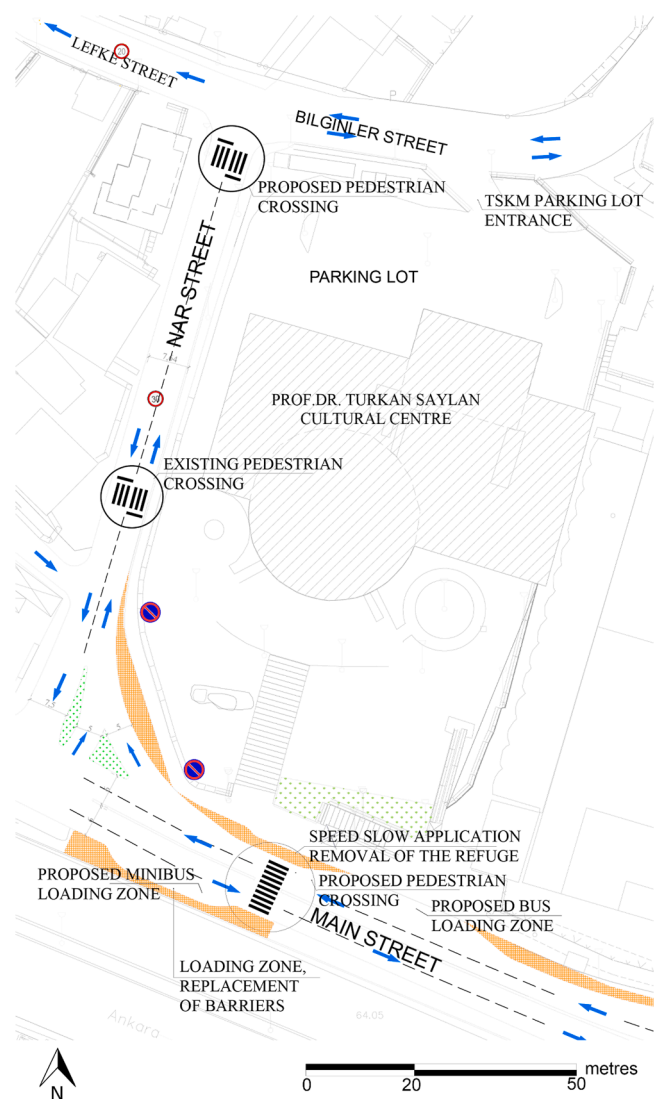 LEFKE STREET
20
BILGINLER STREET
P
PROPOSED PEDESTRIAN
CROSSING
TSKM PARKING LOT
ENTRANCE
NAR STREET
PARKING LOT
PROF.DR. TURKAN SAYLAN
CULTURAL CENTRE
EXISTING PEDESTRIAN
CROSSING
SPEED SLOW APPLICATION
REMOVAL OF THE REFUGE
PROPOSED MINIBUS
LOADING ZONE
PROPOSED PEDESTRIAN
CROSSING
PROPOSED BUS
LOADING ZONE
MAIN STREET
LOADING ZONE,
REPLACEMENT
OF BARRIERS
Ankara
64.05
N
0
20
50
metres